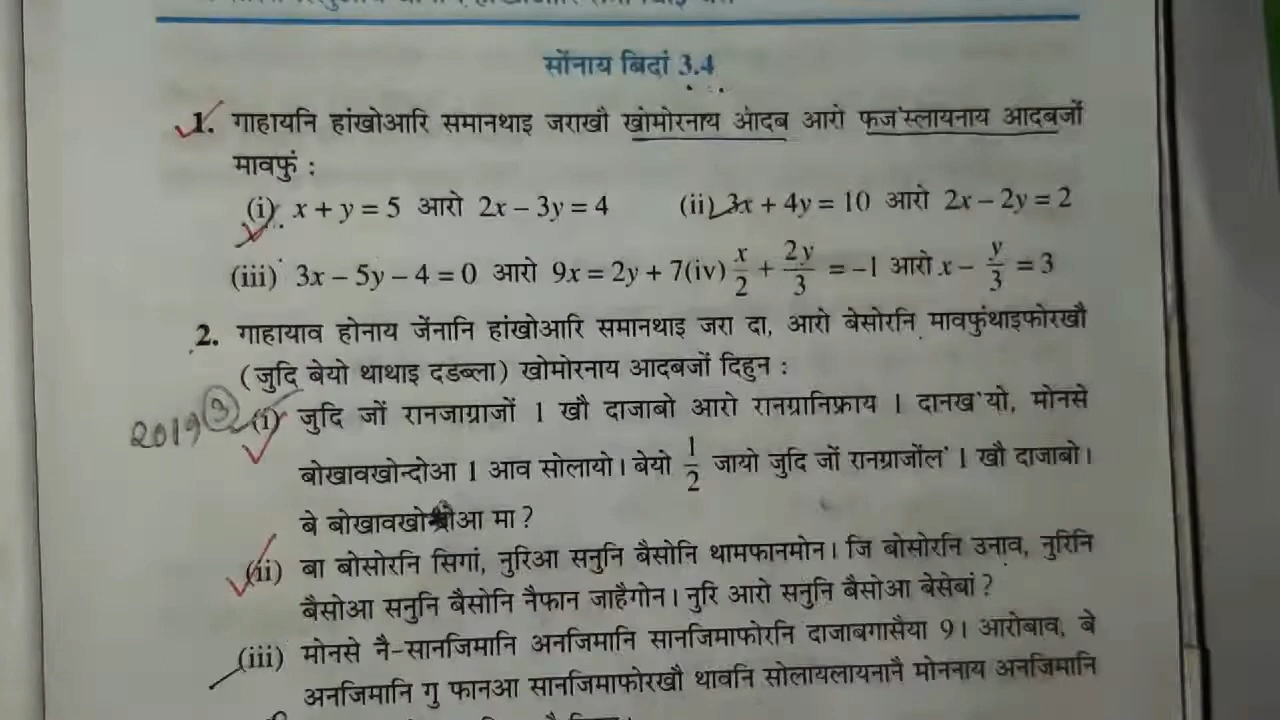 सोंनाय बिदां 3.4
1. गाहायनि हांखोआरि समानथाइ जराखौ खोमोरनाय आदब आरो फज'स्लायनाय आदबजों
मावफुं :
(i) x + y = 5 आरो 2x – 3y = 4 (ii) 3x + 4y = 10 आरो 2x – 2y = 2
(iii) 3x – 5y – 4 = 0 आरो 9x = 2y + 7 (iv) x/2 + 2y/3 = –1 आरो x – y/3 = 3
2. गाहायाव होनाय जेंनानि हांखोआरि समानथाइ जरा दा, आरो बेसोरनि मावफुंथाइफोरखौ
(जुदि बेयो थाथाइ दडब्ला) खोमोरनाय आदबजों दिहुन :
2019 3 (i) जुदि जों रानजाग्राजों 1 खौ दाजाबो आरो रानग्रानिफ्राय 1 दानख'यो, मोनसे
बोखावखोन्दोआ 1 आव सोलायो। बेयो 1/2 जायो जुदि जों रानग्राजोंल' 1 खौ दाजाबो।
बे मा ?
(ii) बा बोसोरनि सिगां, नुरिआ सनुनि बैसोनि थामफानमोन। जि बोसोरनि उनाव, नुरिनि
बैसोआ सनुनि बैसोनि नैफान जाहैगोन। नुरि आरो सनुनि बैसोआ बेसेबां ?
(iii) मोनसे नै–सानजिमानि अनजिमानि सानजिमाफोरनि दाजाबगासैया 9। आरोबाव, बे
अनजिमानि गु फानआ सानजिमाफोरखौ थावनि सोलायलायनानै मोननाय अनजिमानि